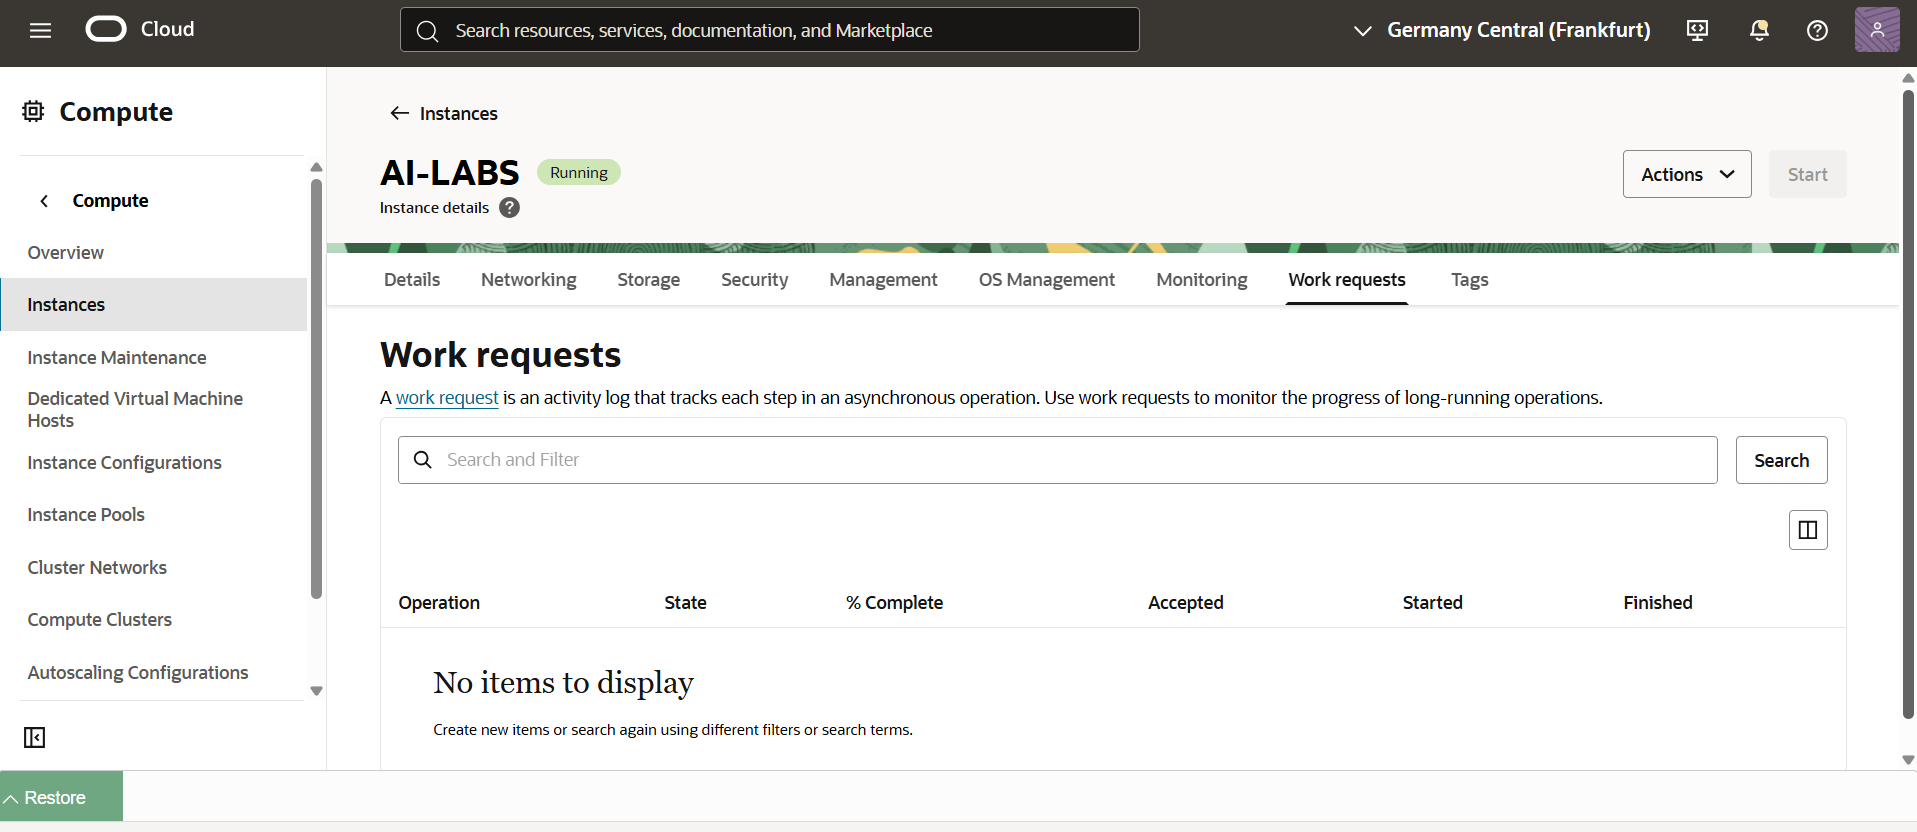 Cloud
Search resources, services, documentation, and Marketplace
Germany Central (Frankfurt)
Compute
Compute
Overview
Instances
Instance Maintenance
Dedicated Virtual Machine
Hosts
Instance Configurations
Instance Pools
Cluster Networks
Compute Clusters
Autoscaling Configurations
Instances
AI-LABS
Running
Instance details
?
Actions
Start
Details
Networking
Storage
Security
Management
OS Management
Monitoring
Work requests
Tags
Work requests
A work request is an activity log that tracks each step in an asynchronous operation. Use work requests to monitor the progress of long-running operations.
Search and Filter
Search
Operation
State
% Complete
Accepted
Started
Finished
No items to display
Create new items or search again using different filters or search terms.
Restore